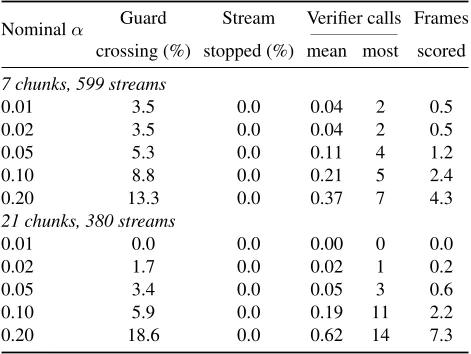 Nominal α Guard crossing (%) Stream stopped (%) Verifier calls mean most Frames scored
7 chunks, 599 streams
0.01 3.5 0.0 0.04 2 0.5
0.02 3.5 0.0 0.04 2 0.5
0.05 5.3 0.0 0.11 4 1.2
0.10 8.8 0.0 0.21 5 2.4
0.20 13.3 0.0 0.37 7 4.3
21 chunks, 380 streams
0.01 0.0 0.0 0.00 0 0.0
0.02 1.7 0.0 0.02 1 0.2
0.05 3.4 0.0 0.05 3 0.6
0.10 5.9 0.0 0.19 11 2.2
0.20 18.6 0.0 0.62 14 7.3